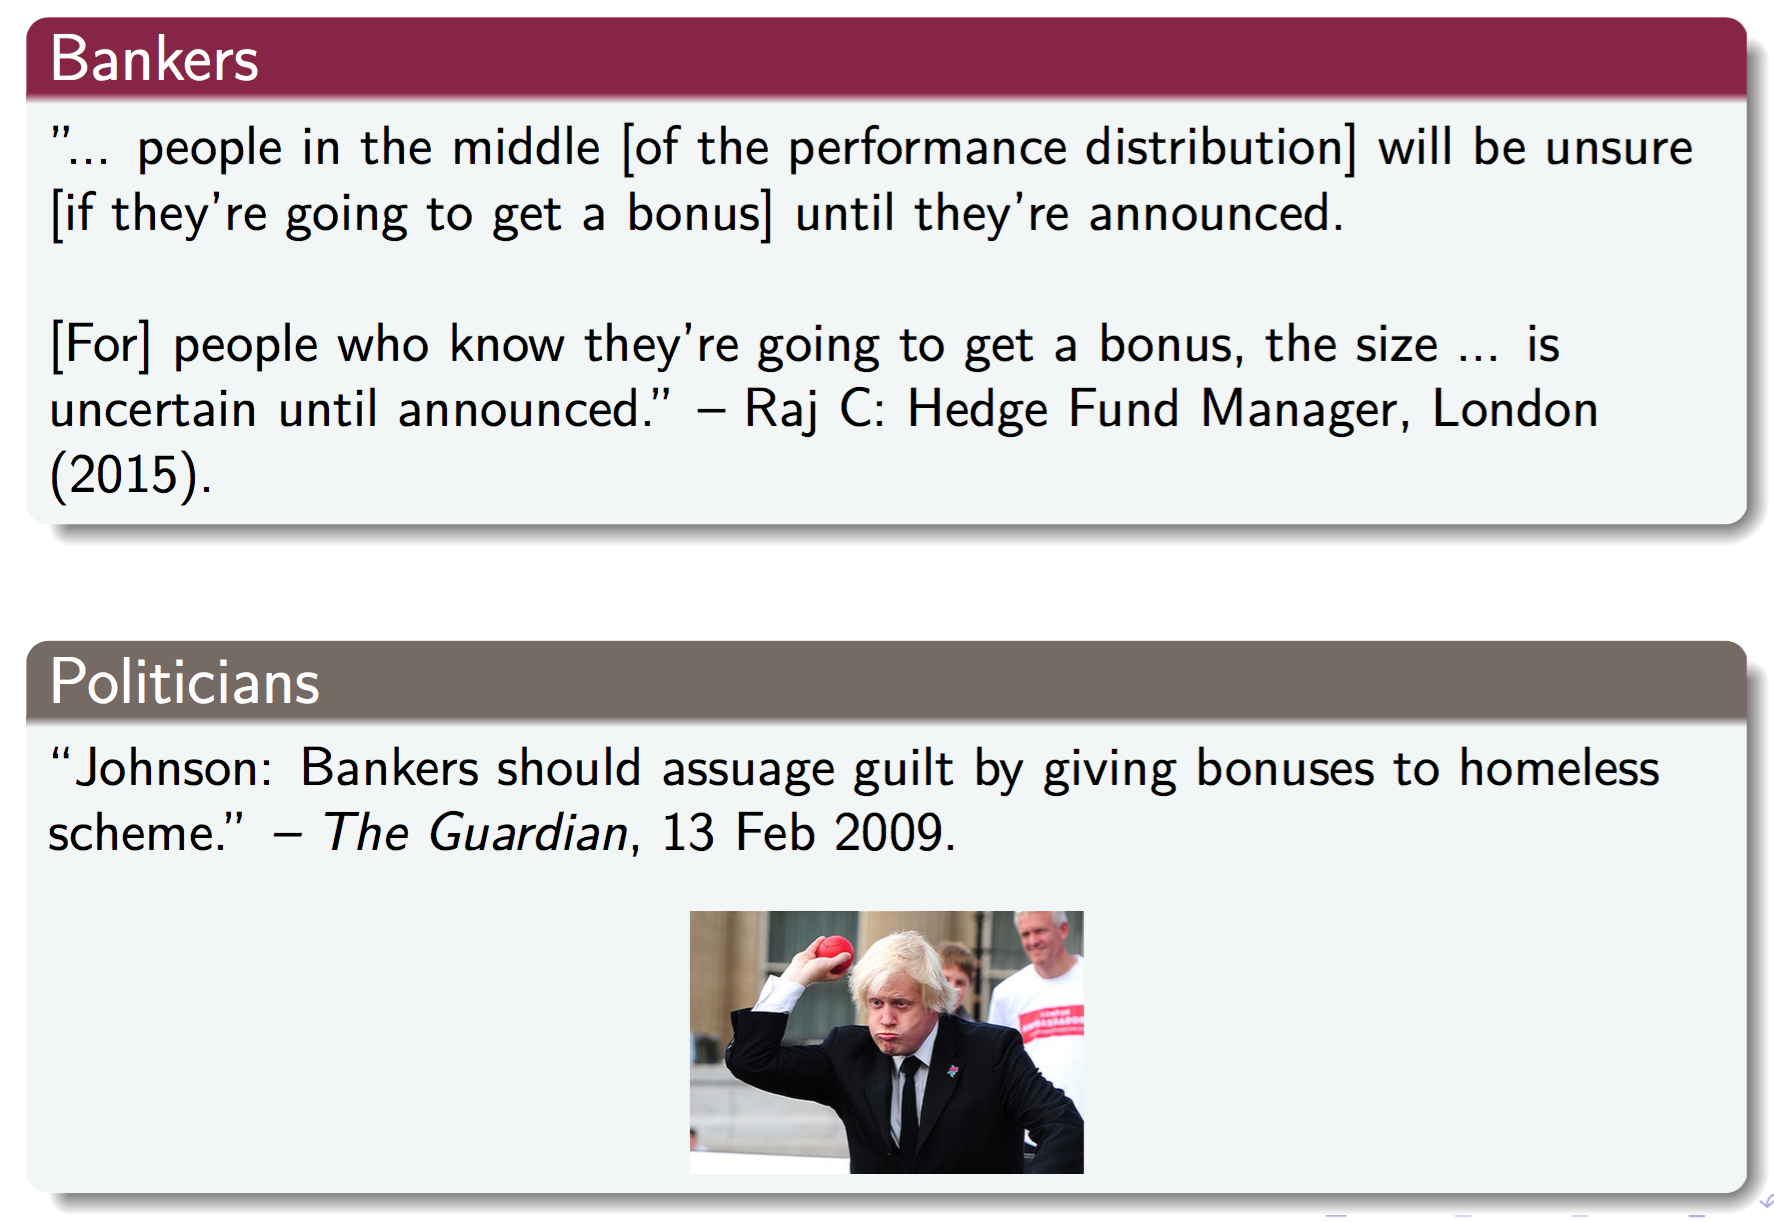 Bankers
”... people in the middle [of the performance distribution] will be unsure
[if they’re going to get a bonus] until they’re announced.
[For] people who know they’re going to get a bonus, the size ... is
uncertain until announced.” – Raj C: Hedge Fund Manager, London
(2015).
Politicians
“Johnson: Bankers should assuage guilt by giving bonuses to homeless
scheme.” – The Guardian, 13 Feb 2009.
LONDON
AMBASSADOR